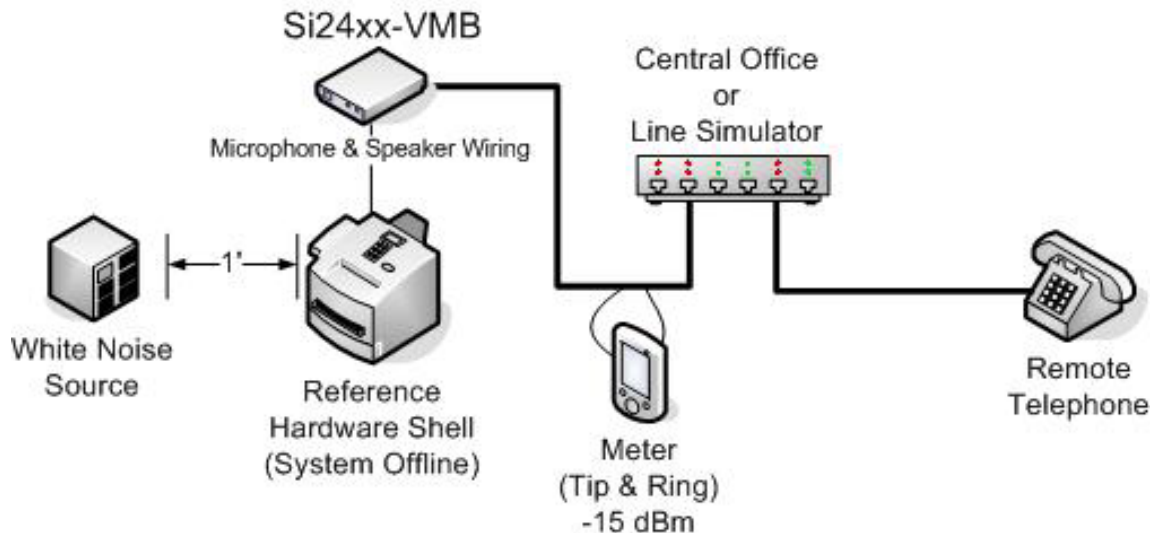 Si24xx-VMB
Central Office
or
Line Simulator
Microphone & Speaker Wiring
1'
White Noise
Source
Reference
Hardware Shell
(System Offline)
Meter
(Tip & Ring)
-15 dBm
Remote
Telephone